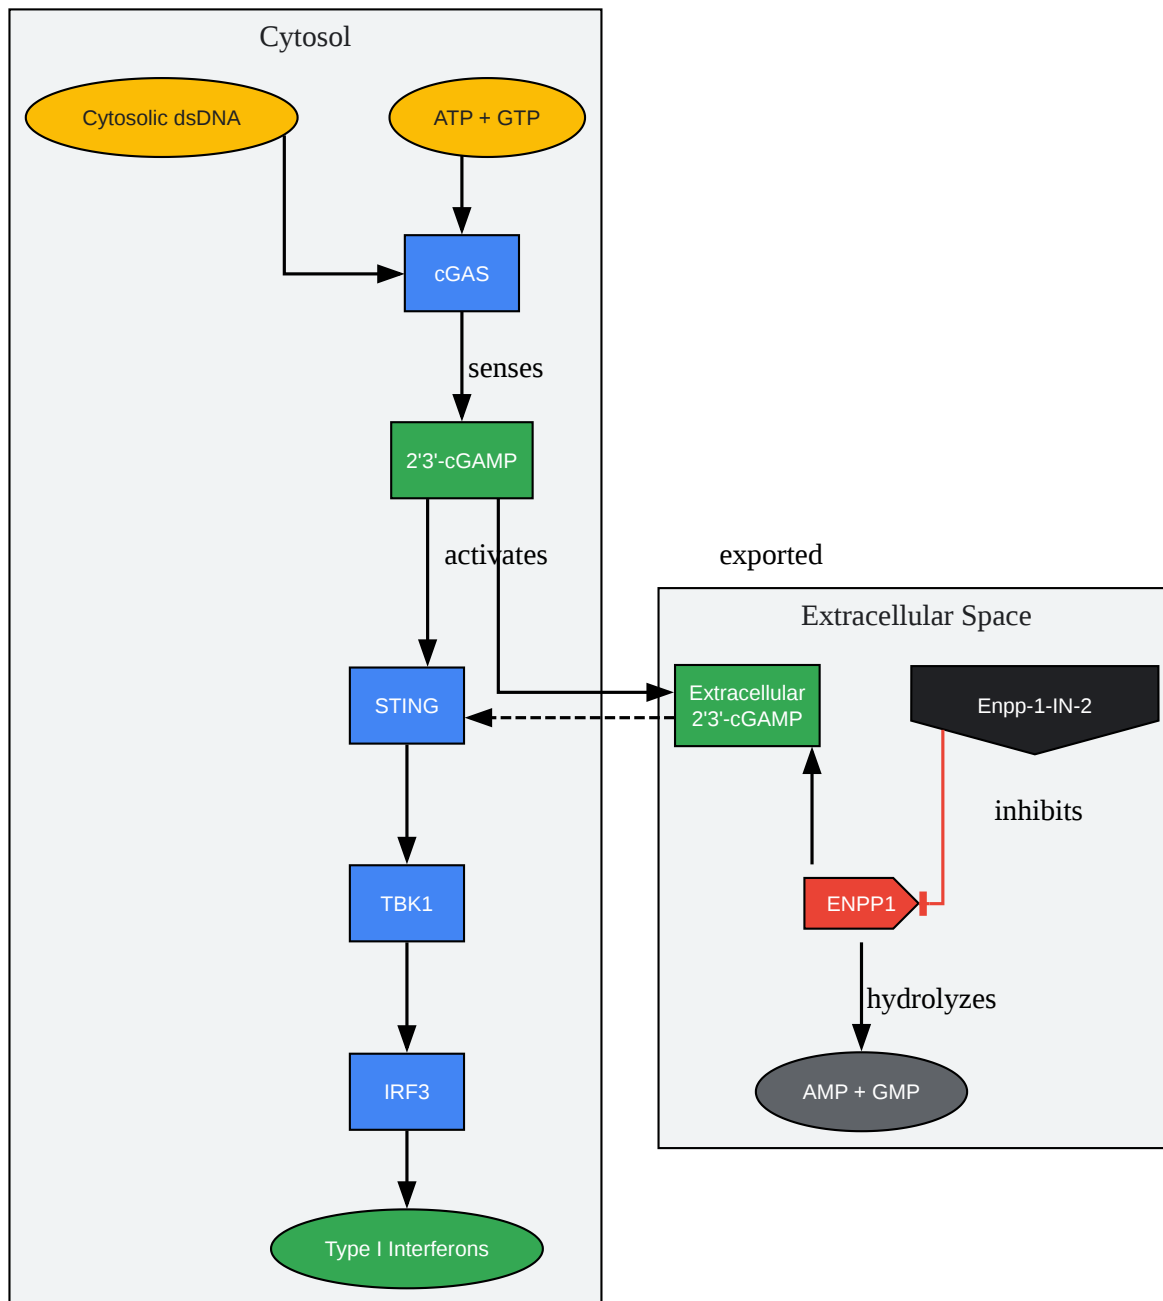 Cytosol
Cytosolic dsDNA
ATP + GTP
cGAS
senses
2'3'-cGAMP
activates
exported
Extracellular Space
STING
Extracellular
2'3'-cGAMP
Enpp-1-IN-2
inhibits
TBK1
ENPP1
hydrolyzes
IRF3
AMP + GMP
Type I Interferons